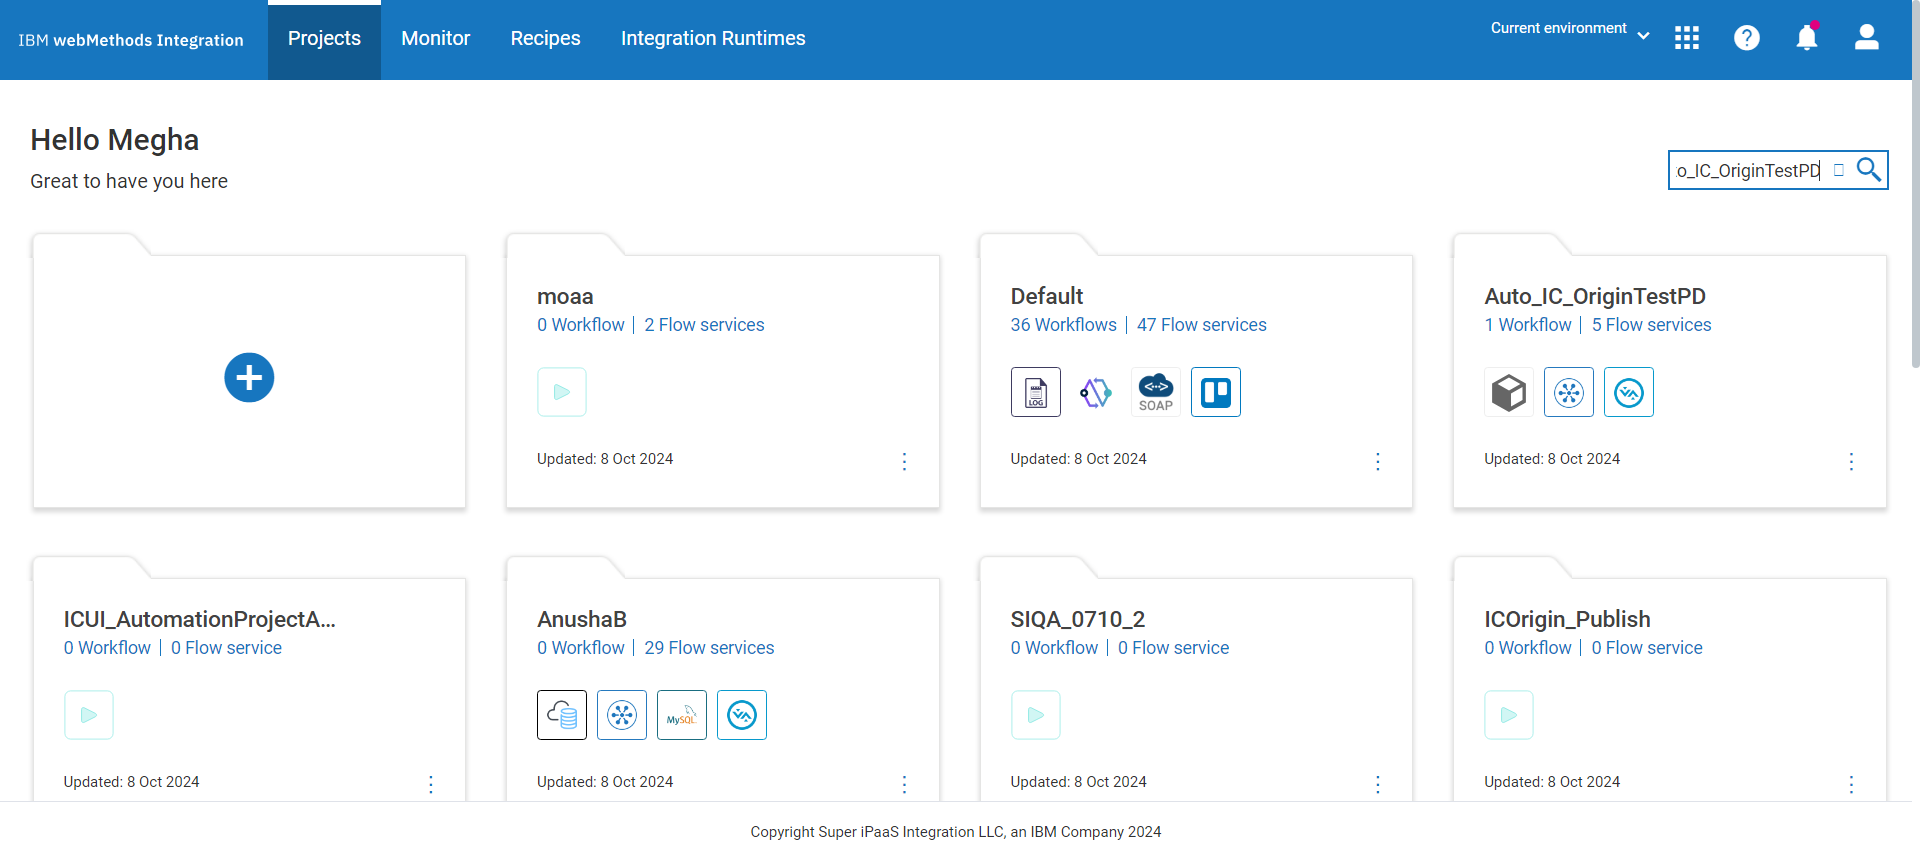 IBM webMethods Integration
Projects
Monitor
Recipes
Integration Runtimes
Current environment
?
Hello Megha
Great to have you here
o_IC_OriginTestPD
moaa
0 Workflow | 2 Flow services
Updated: 8 Oct 2024
Default
36 Workflows | 47 Flow services
LOG
SOAP
Updated: 8 Oct 2024
Auto_IC_OriginTestPD
1 Workflow | 5 Flow services
Updated: 8 Oct 2024
ICUI_AutomationProjectA...
0 Workflow | 0 Flow service
Updated: 8 Oct 2024
AnushaB
0 Workflow | 29 Flow services
MySQL
Updated: 8 Oct 2024
SIQA_0710_2
0 Workflow | 0 Flow service
Updated: 8 Oct 2024
ICOrigin_Publish
0 Workflow | 0 Flow service
Updated: 8 Oct 2024
Copyright Super iPaaS Integration LLC, an IBM Company 2024